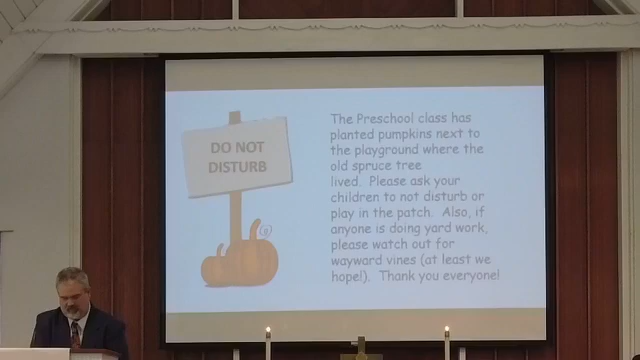 DO NOT
DISTURB
The Preschool class has
planted pumpkins next to
the playground where the
old spruce tree
lived. Please ask your
children to not disturb or
play in the patch. Also, if
anyone is doing yard work,
please watch out for
wayward vines (at least we
hope!). Thank you everyone!